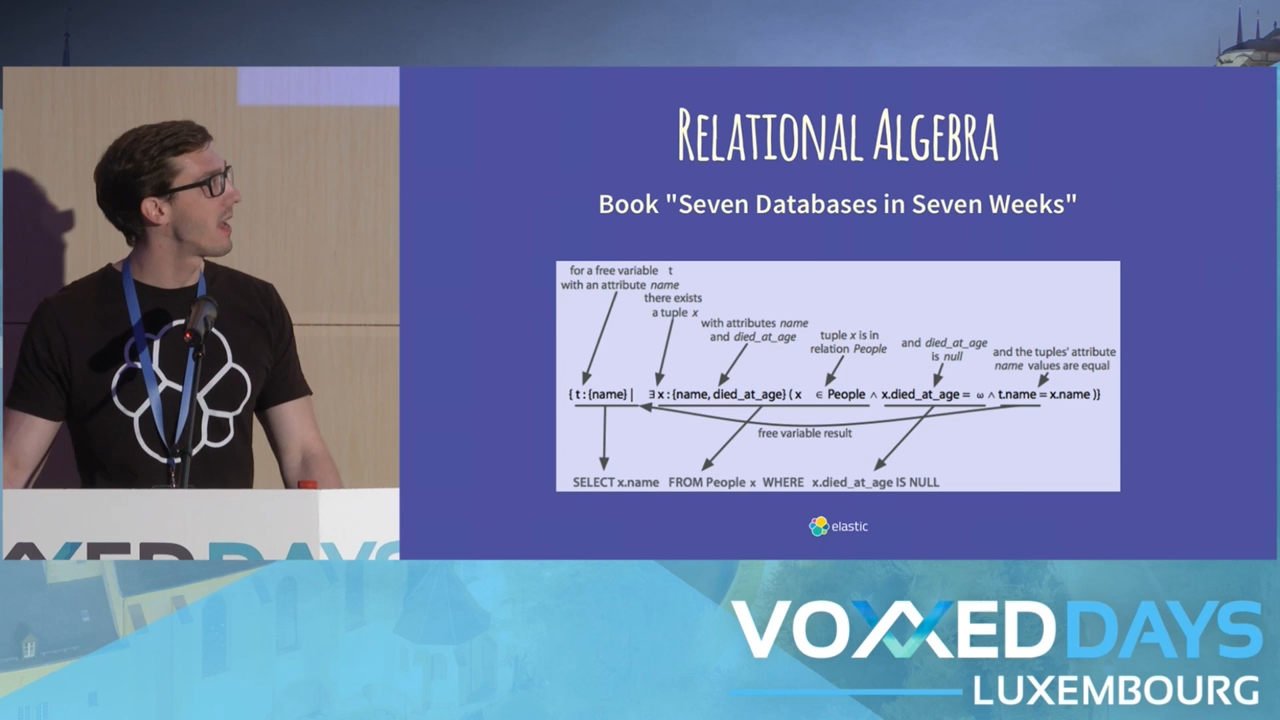 RELATIONAL ALGEBRA
Book "Seven Databases in Seven Weeks"
for a free variable t
with an attribute name
there exists
a tuple x
with attributes name
and died_at_age
tuple x is in
relation People
and died_at_age
is null
and the tuples' attribute
name values are equal
{ t : {name} | ∃ x : {name, died_at_age} ( x ∈ People ∧ x.died_at_age = ω ∧ t.name = x.name )}
free variable result
SELECT x.name FROM People x WHERE x.died_at_age IS NULL
elastic
VOXXED DAYS
VOXXEDDAYS
LUXEMBOURG